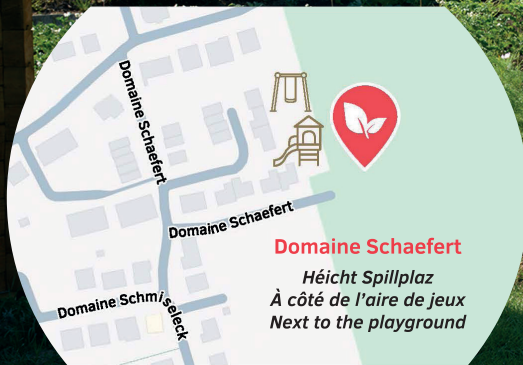 Domaine Schaefert
Domaine Schaefert
Domaine Schaefert
Héicht Spillplaz
À côté de l'aire de jeux
Next to the playground
Domaine Schmiseleck